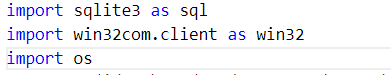 import sqlite3 as sql
import win32com.client as win32
import os